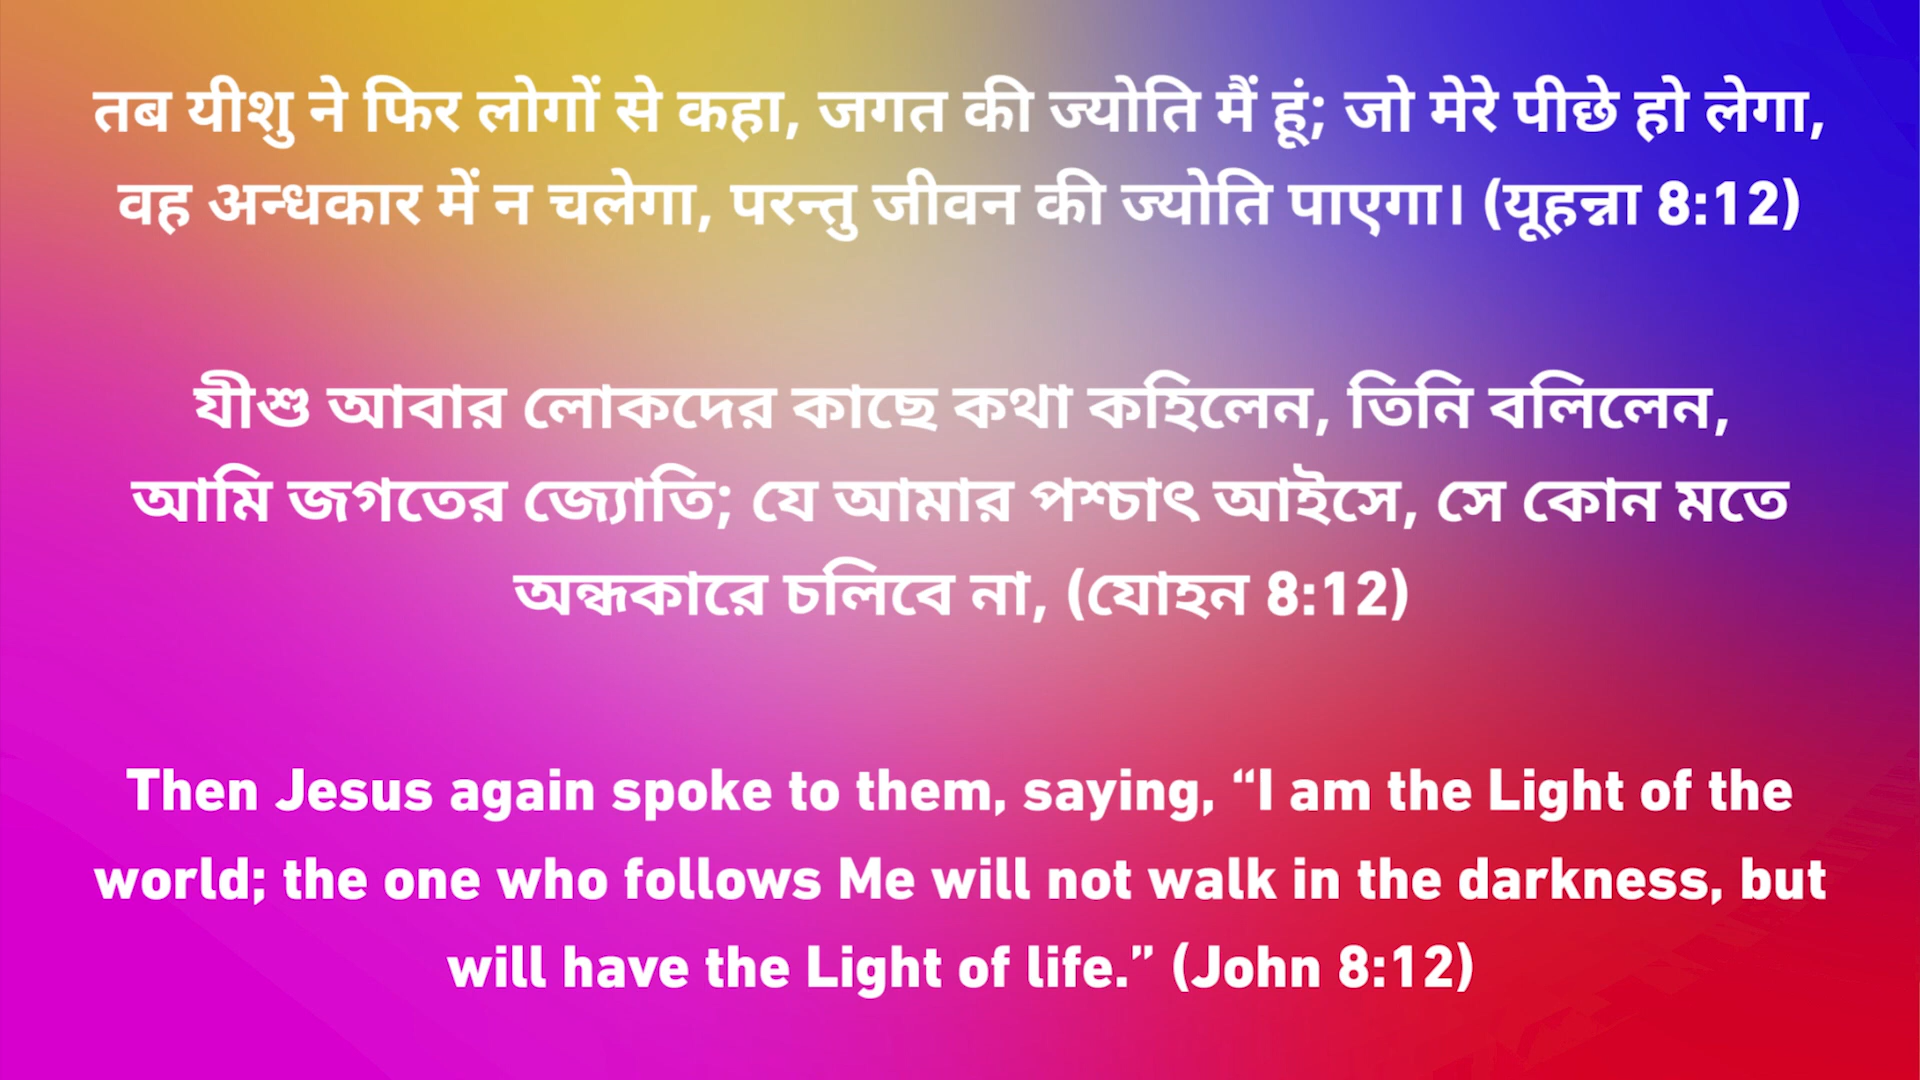 तब यीशु ने फिर लोगों से कहा, जगत की ज्योति मैं हूं; जो मेरे पीछे हो लेगा,
वह अन्धकार में न चलेगा, परन्तु जीवन की ज्योति पाएगा। (यूहन्ना 8:12)
যীশু আবার লোকদের কাছে কথা কহিলেন, তিনি বলিলেন,
আমি জগতের জ্যোতি; যে আমার পশ্চাৎ আইসে, সে কোন মতে
অন্ধকারে চলিবে না, (যোহন 8:12)
Then Jesus again spoke to them, saying, “I am the Light of the
world; the one who follows Me will not walk in the darkness, but
will have the Light of life.” (John 8:12)